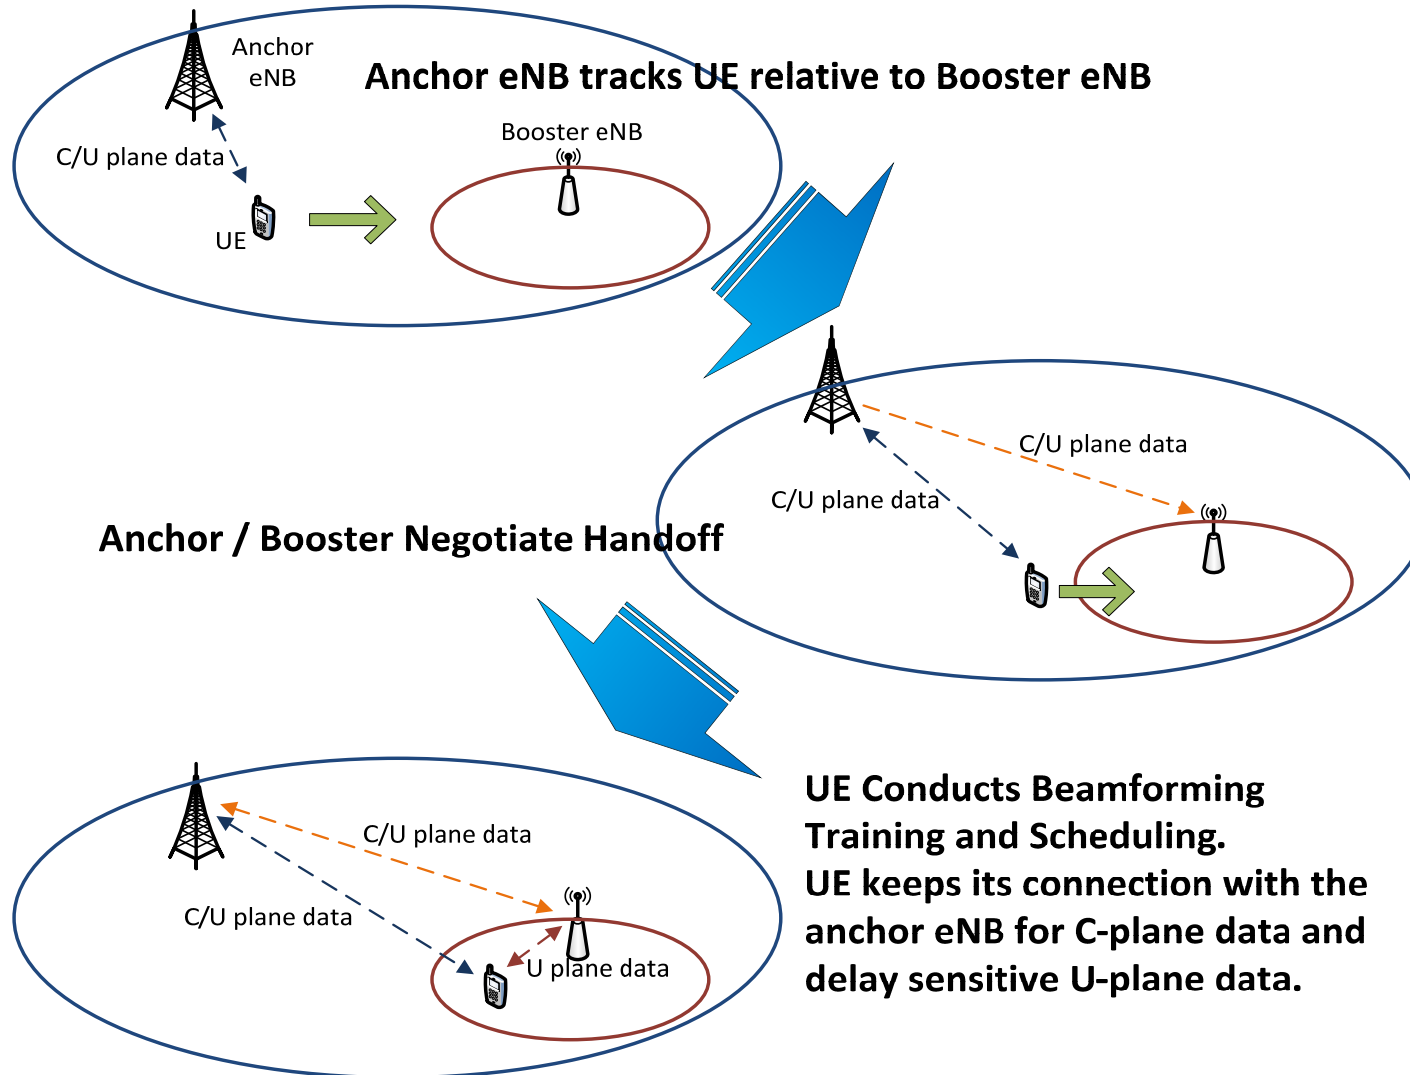 Anchor
eNB
Anchor eNB tracks UE relative to Booster eNB
Booster eNB
C/U plane data
UE
C/U plane data
C/U plane data
Anchor / Booster Negotiate Handoff
UE Conducts Beamforming
Training and Scheduling.
UE keeps its connection with the
anchor eNB for C-plane data and
delay sensitive U-plane data.
C/U plane data
C/U plane data
U plane data